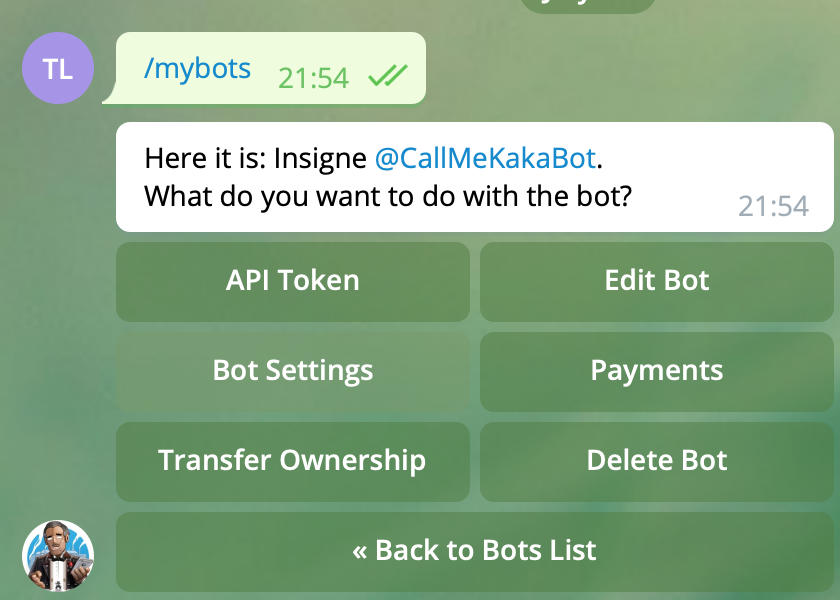 TL
/mybots 21:54
Here it is: Insigne @CallMeKakaBot.
What do you want to do with the bot?
21:54
API Token
Edit Bot
Bot Settings
Payments
Transfer Ownership
Delete Bot
« Back to Bots List